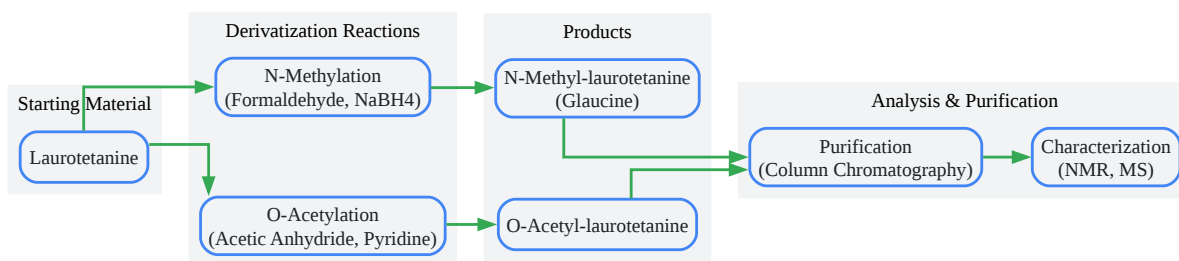 Starting Material
Laurotetanine
Derivatization Reactions
N-Methylation
(Formaldehyde, NaBH4)
O-Acetylation
(Acetic Anhydride, Pyridine)
Products
N-Methyl-laurotetanine
(Glaucine)
O-Acetyl-laurotetanine
Analysis & Purification
Purification
(Column Chromatography)
Characterization
(NMR, MS)